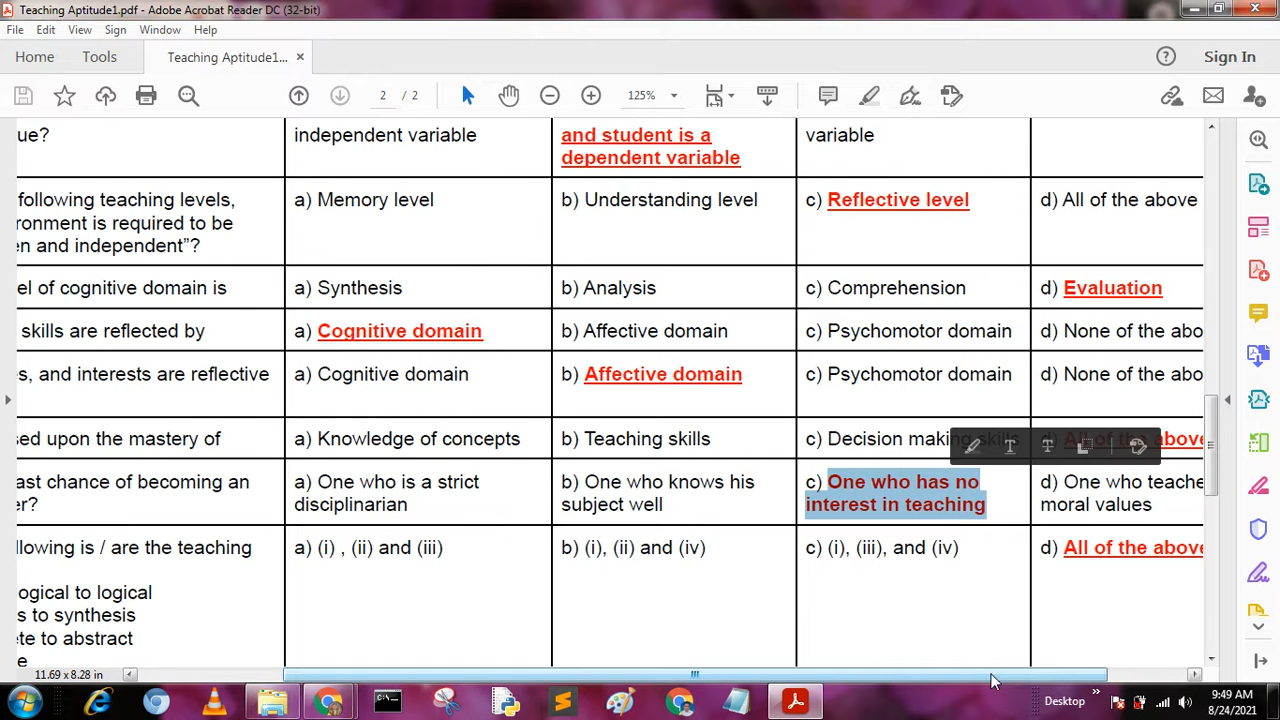 Teaching Aptitude1.pdf - Adobe Acrobat Reader DC (32-bit)
File Edit View Sign Window Help
Home Tools Teaching Aptitude1... × Sign In
2 / 2 125%
ue? independent variable and student is a dependent variable variable
following teaching levels, a) Memory level b) Understanding level c) Reflective level d) All of the above
ronment is required to be
n and independent”?
el of cognitive domain is a) Synthesis b) Analysis c) Comprehension d) Evaluation
skills are reflected by a) Cognitive domain b) Affective domain c) Psychomotor domain d) None of the abo
s, and interests are reflective a) Cognitive domain b) Affective domain c) Psychomotor domain d) None of the abo
sed upon the mastery of a) Knowledge of concepts b) Teaching skills c) Decision making skills d) All of the above
ast chance of becoming an a) One who is a strict b) One who knows his c) One who has no d) One who teache
r? disciplinarian subject well interest in teaching moral values
llowing is / are the teaching a) (i) , (ii) and (iii) b) (i), (ii) and (iv) c) (i), (iii), and (iv) d) All of the above
ogical to logical
s to synthesis
ete to abstract
e
11.69 x 8.28 in
Desktop 9:49 AM
8/24/2021